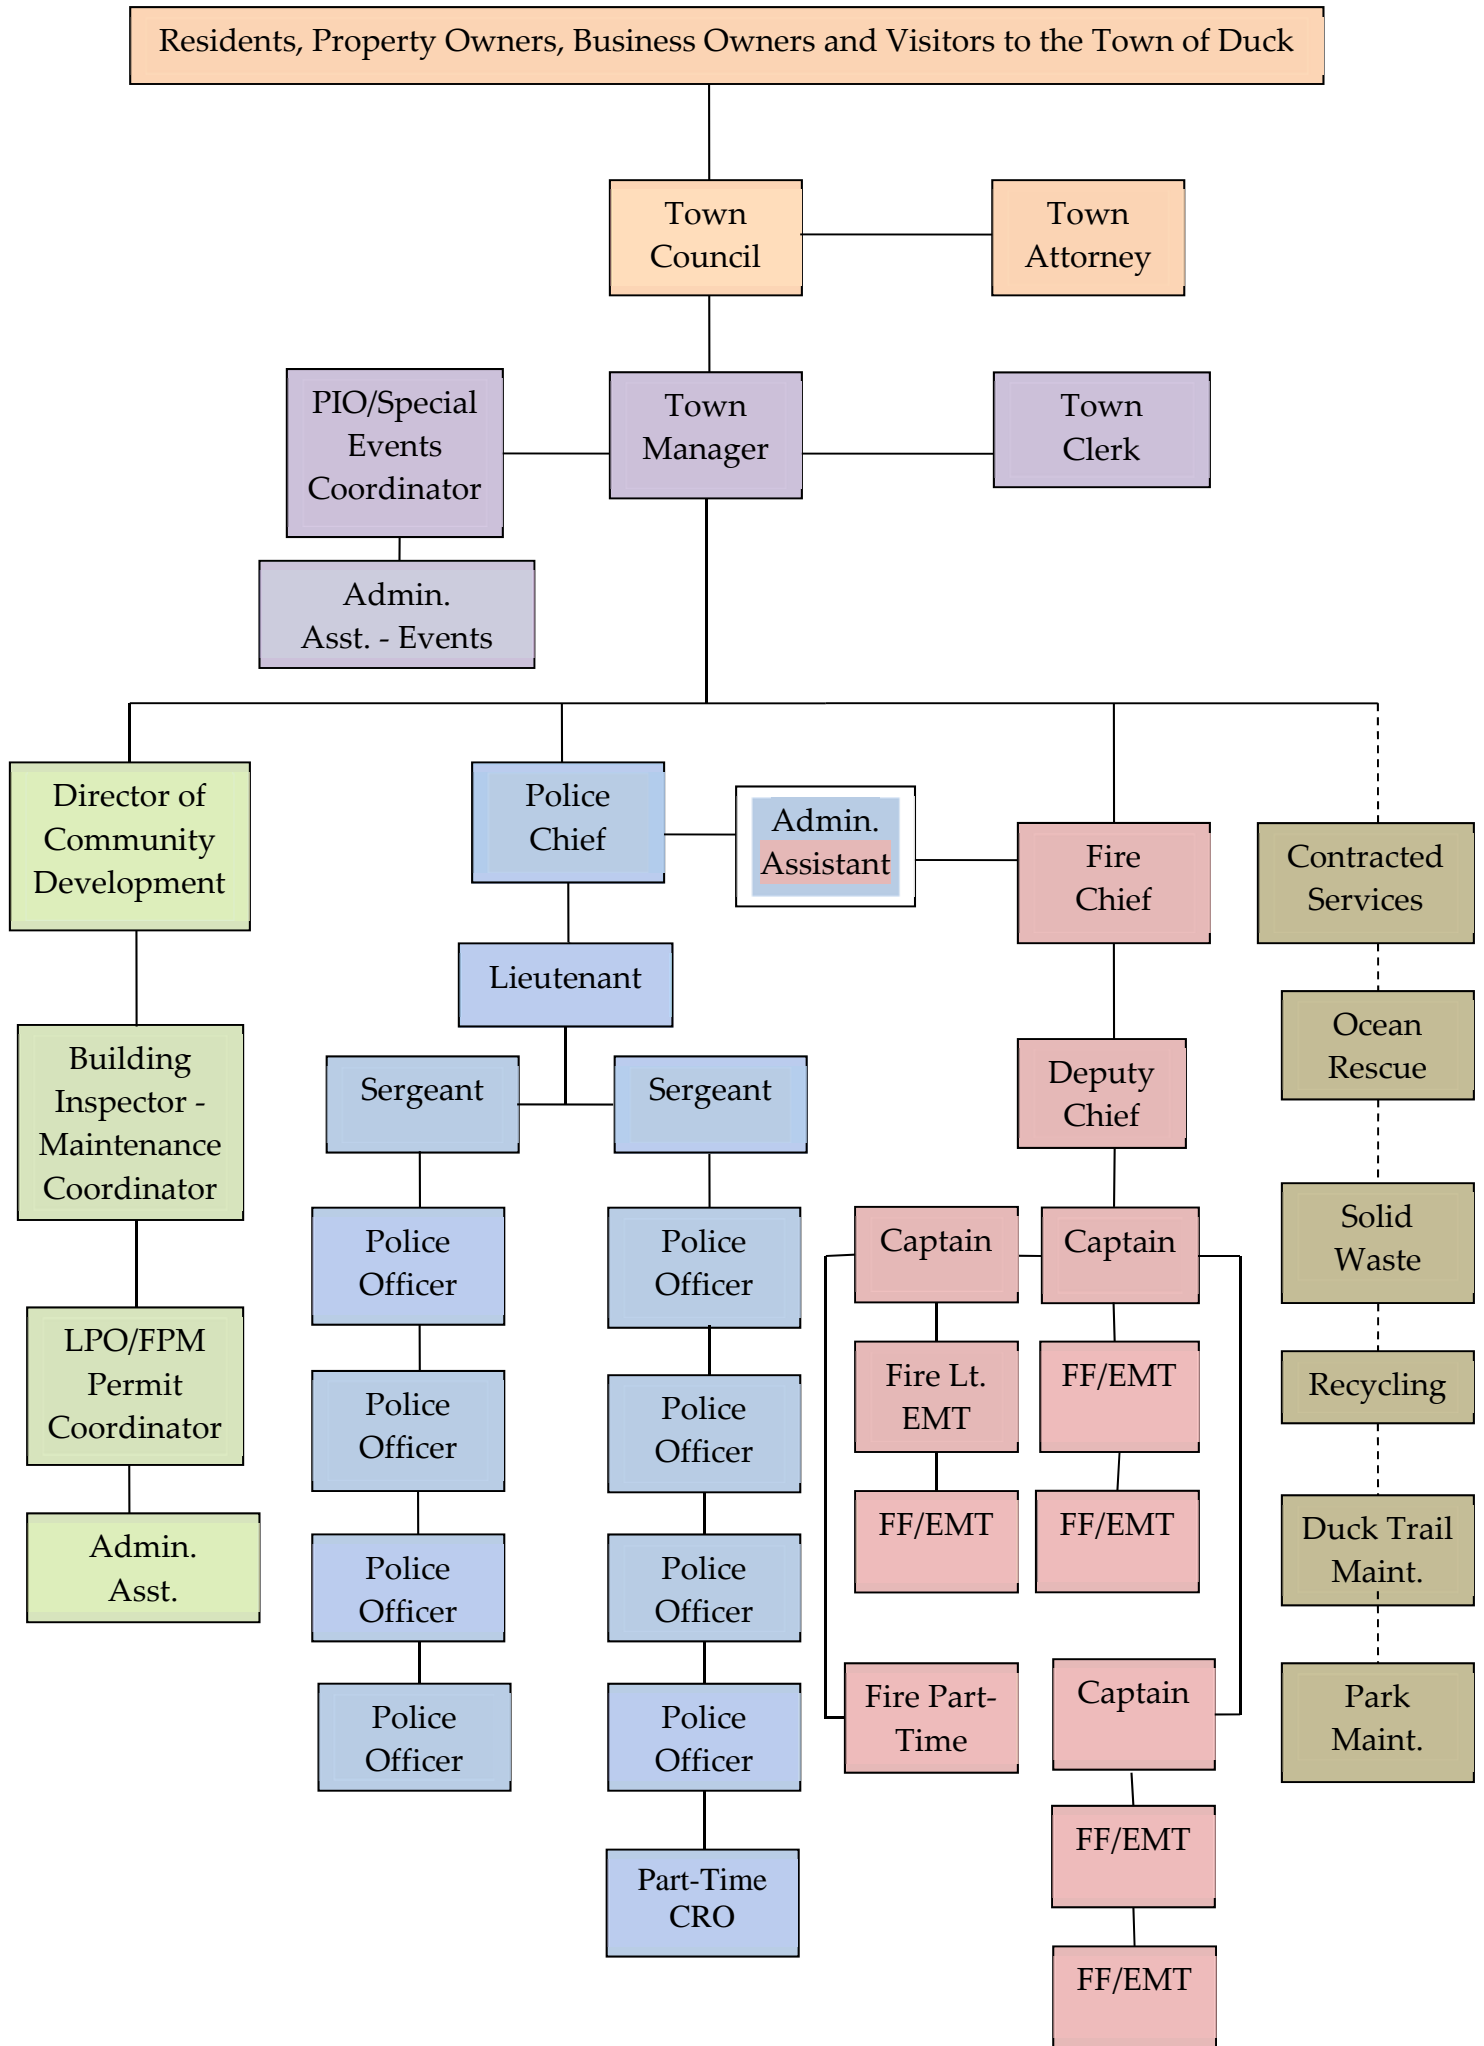 Residents, Property Owners, Business Owners and Visitors to the Town of Duck
Town
Council
Town
Attorney
PIO/Special
Events
Coordinator
Town
Manager
Town
Clerk
Admin.
Asst. - Events
Director of
Community
Development
Building
Inspector -
Maintenance
Coordinator
LPO/FPM
Permit
Coordinator
Admin.
Asst.
Police
Chief
Admin.
Assistant
Lieutenant
Sergeant
Police
Officer
Police
Officer
Police
Officer
Police
Officer
Sergeant
Police
Officer
Police
Officer
Police
Officer
Police
Officer
Part-Time
CRO
Fire
Chief
Deputy
Chief
Captain
Fire Lt.
EMT
FF/EMT
Fire Part-
Time
Captain
FF/EMT
FF/EMT
Captain
FF/EMT
FF/EMT
Contracted
Services
Ocean
Rescue
Solid
Waste
Recycling
Duck Trail
Maint.
Park
Maint.